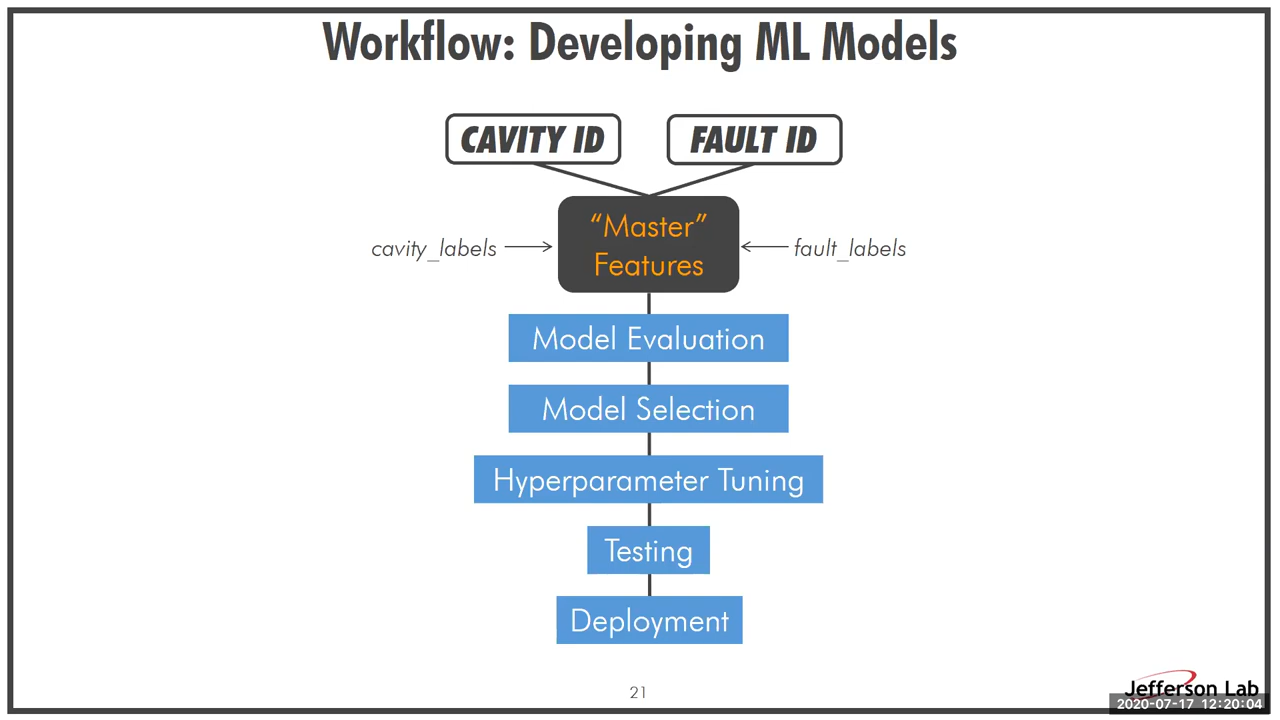 Workflow: Developing ML Models
CAVITY ID
FAULT ID
“Master”
Features
cavity_labels
fault_labels
Model Evaluation
Model Selection
Hyperparameter Tuning
Testing
Deployment
21
Jefferson Lab
2020-07-17 12:20:04